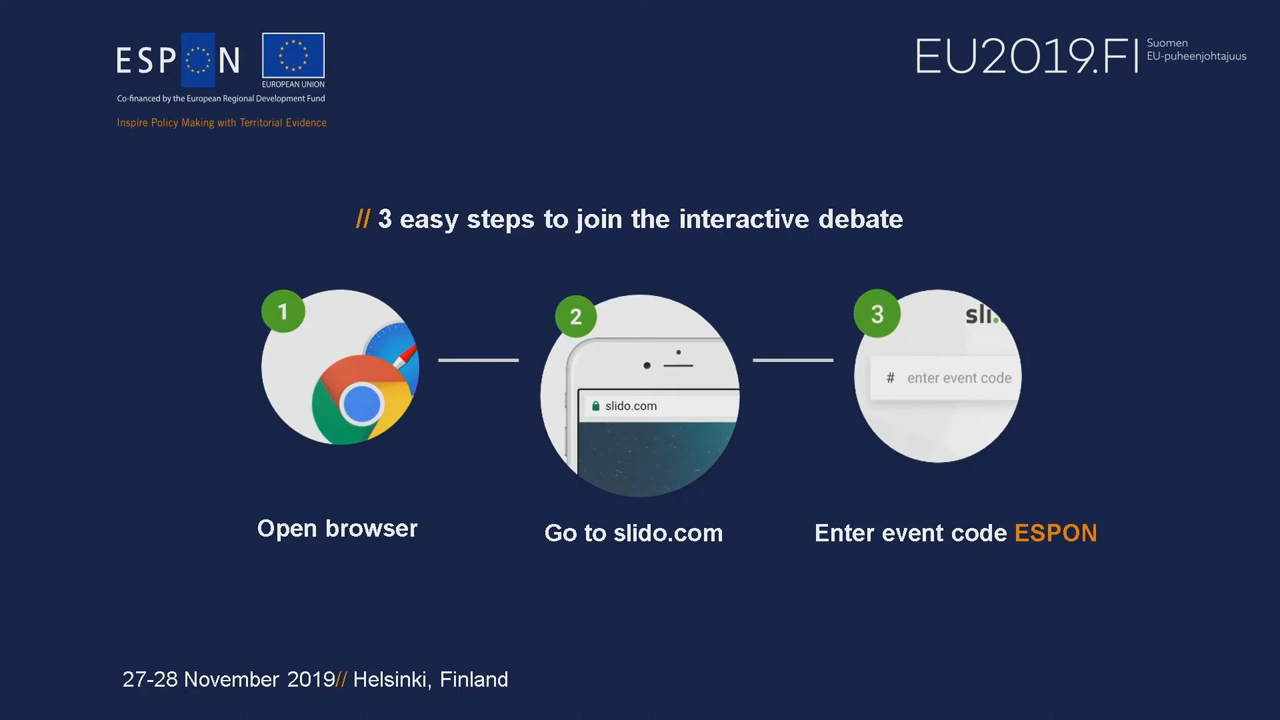 ESPON
EUROPEAN UNION
Co-financed by the European Regional Development Fund
Inspire Policy Making with Territorial Evidence
EU2019.FI
Suomen
EU-puheenjohtajuus
// 3 easy steps to join the interactive debate
1
2
3
slido.com
sli.
# enter event code
Open browser
Go to slido.com
Enter event code ESPON
27-28 November 2019// Helsinki, Finland